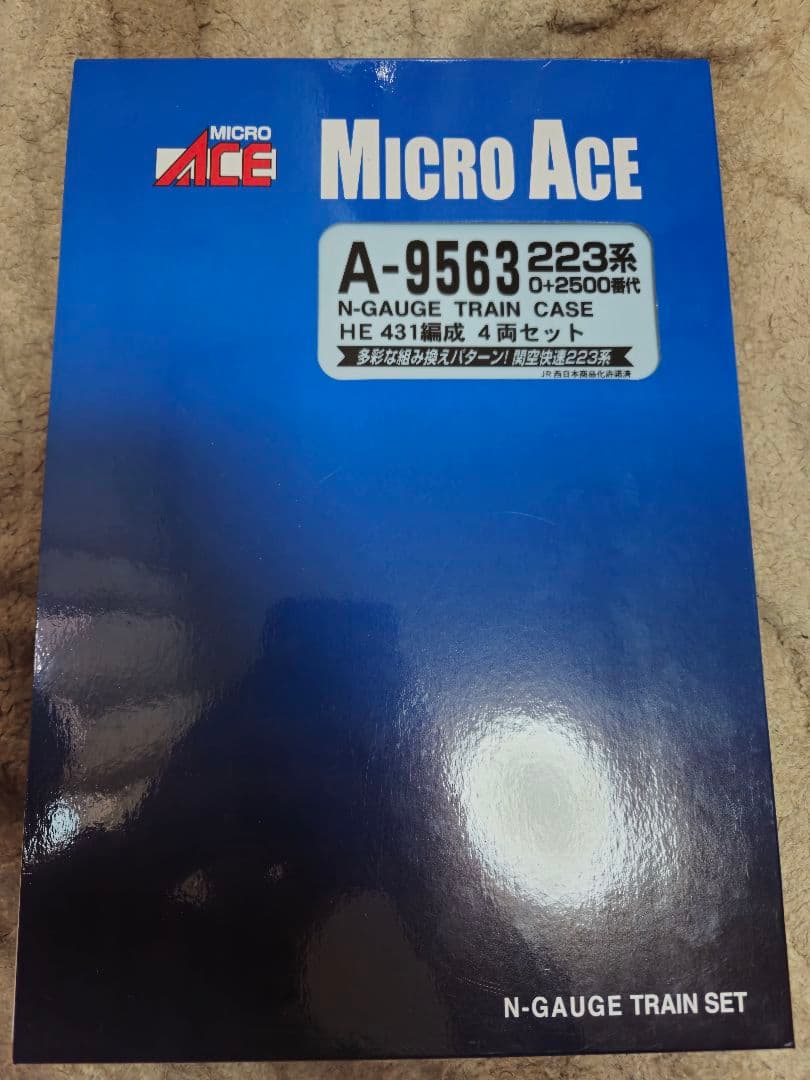 MICRO
ACE
MICRO ACE
A-9563 223系
0+2500番代
N-GAUGE TRAIN CASE
HE 431編成 4両セット
多彩な組み換えパターン! 関空快速223系
JR西日本商品化許諾済
N-GAUGE TRAIN SET